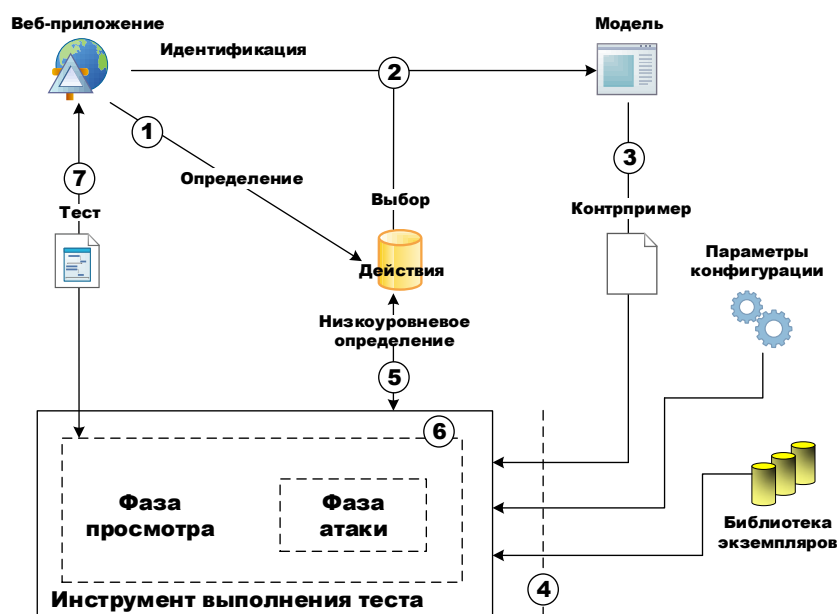 Веб-приложение
Модель
Идентификация
2
1
3
7
Определение
Тест
Выбор
Контрпример
Действия
Параметры
конфигурации
Низкоуровневое
определение
5
6
Фаза
просмотра
Фаза
атаки
Библиотека
экземпляров
4
Инструмент выполнения теста